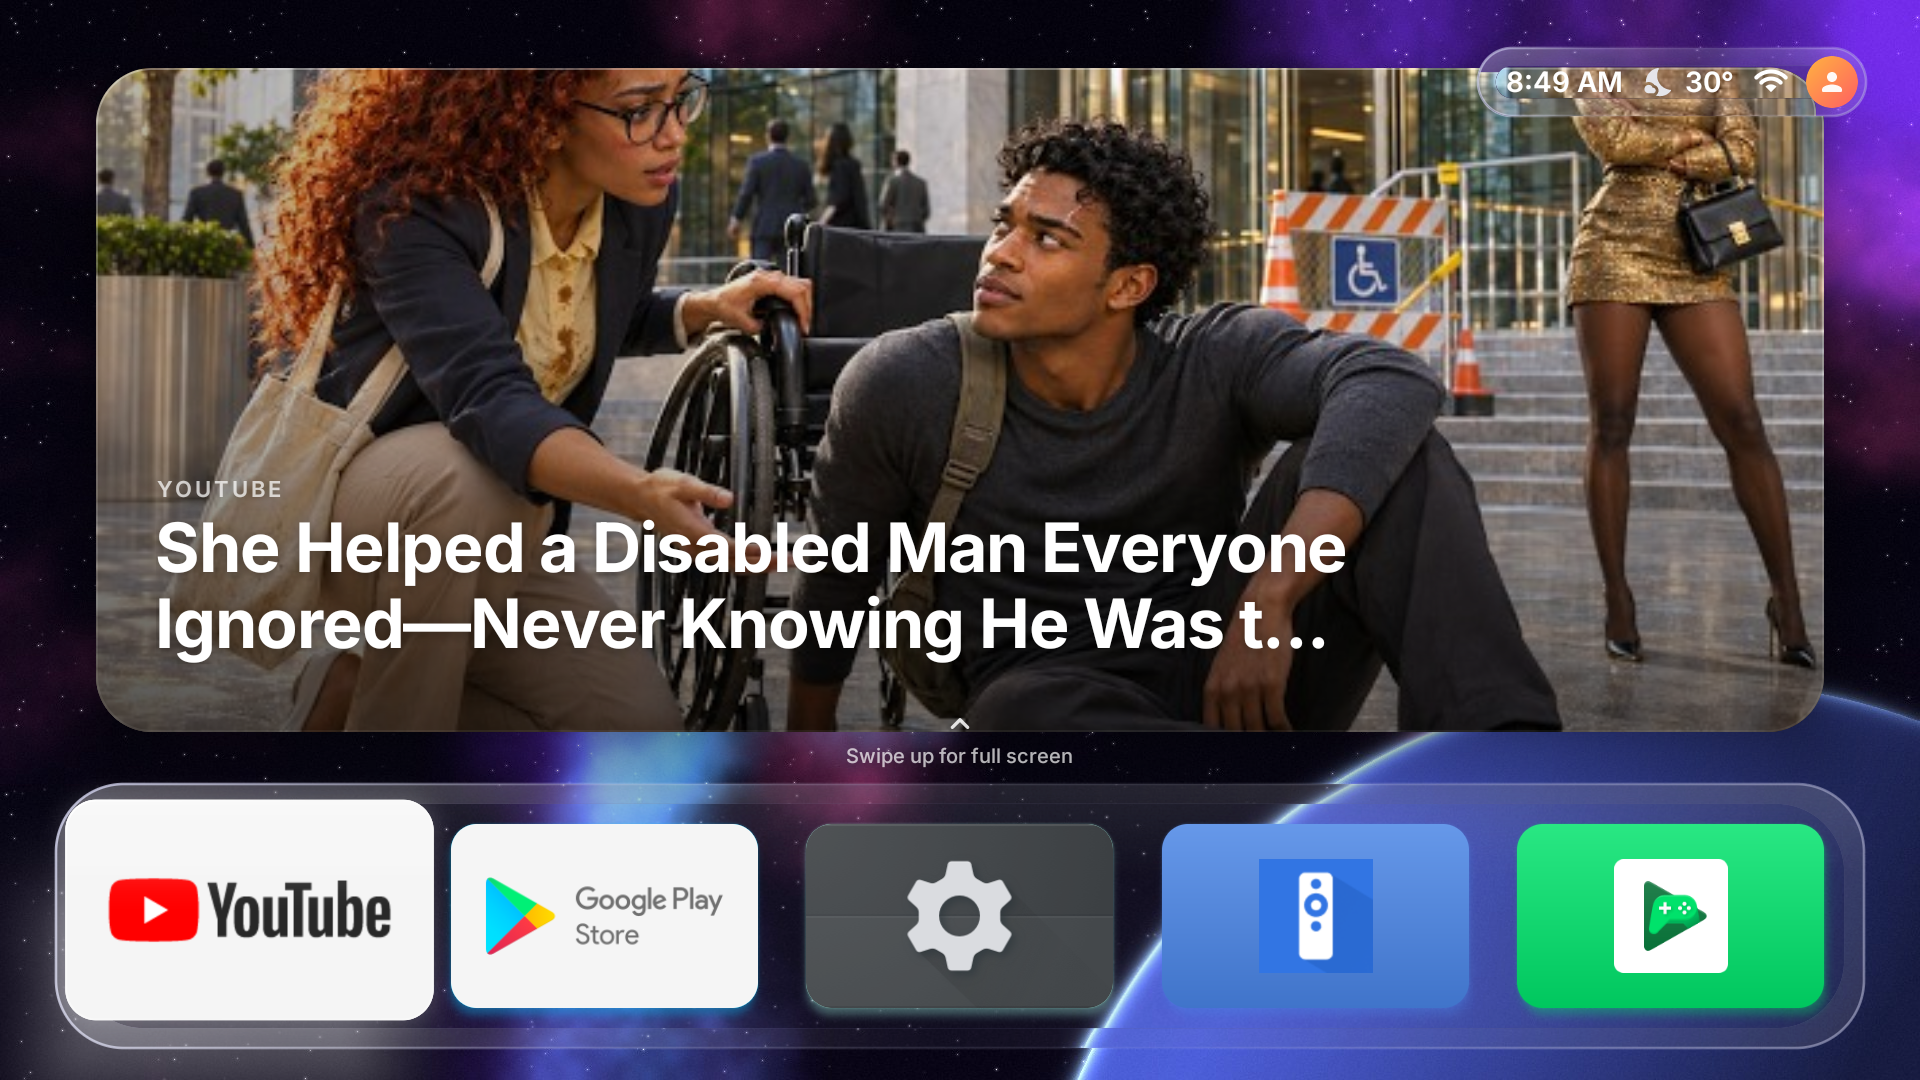 8:49 AM 30°
YOUTUBE
She Helped a Disabled Man Everyone
Ignored—Never Knowing He Was t...
Swipe up for full screen
YouTube
Google Play
Store